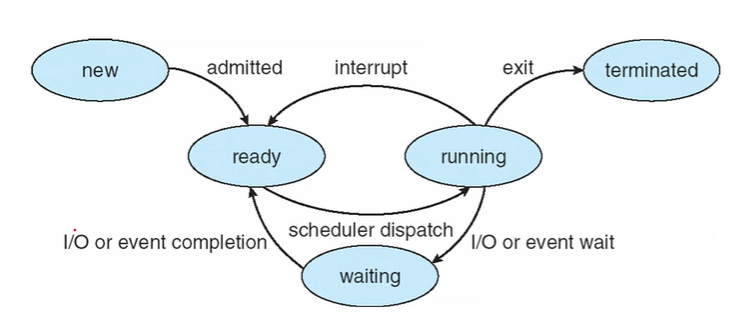 new
admitted
interrupt
exit
terminated
ready
running
scheduler dispatch
I/O or event completion
I/O or event wait
waiting